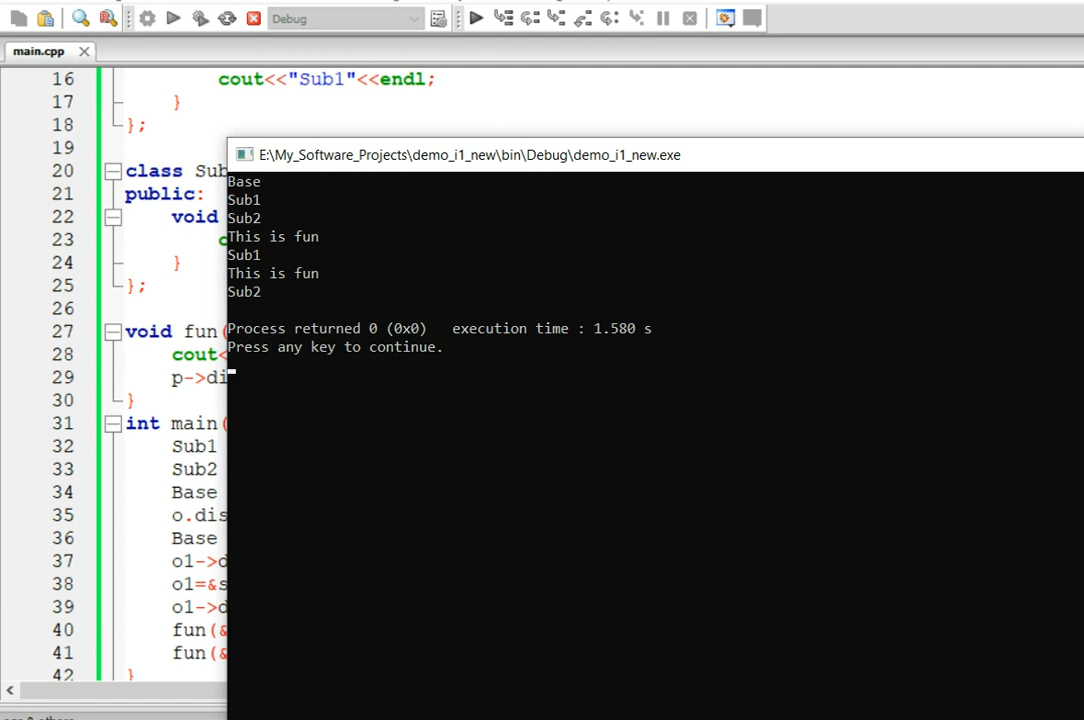 Debug
main.cpp
16 cout<<"Sub1"<<endl;
17 }
18 };
19
20 class Sub
21 public:
22 void
23 c
24 }
25 };
26
27 void fun(
28 cout<
29 p->di
30 }
31 int main(
32 Sub1
33 Sub2
34 Base
35 o.dis
36 Base
37 o1->d
38 o1=&s
39 o1->d
40 fun(&
41 fun(&
42 }
E:\My_Software_Projects\demo_i1_new\bin\Debug\demo_i1_new.exe
Base
Sub1
Sub2
This is fun
Sub1
This is fun
Sub2
Process returned 0 (0x0) execution time : 1.580 s
Press any key to continue.